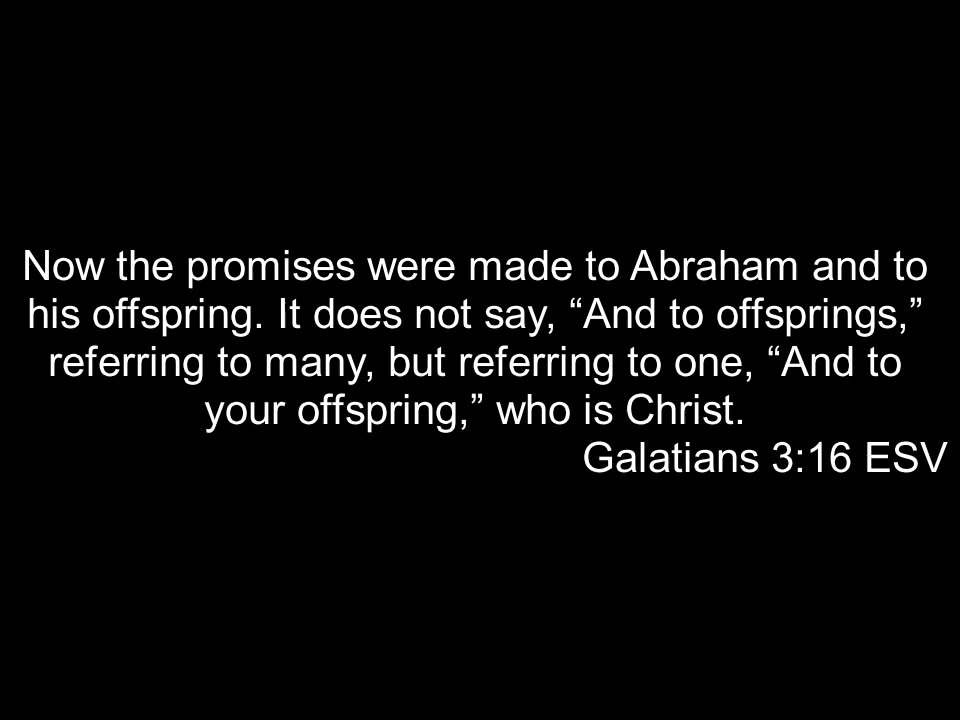 Now the promises were made to Abraham and to
his offspring. It does not say, “And to offsprings,”
referring to many, but referring to one, “And to
your offspring,” who is Christ.
Galatians 3:16 ESV